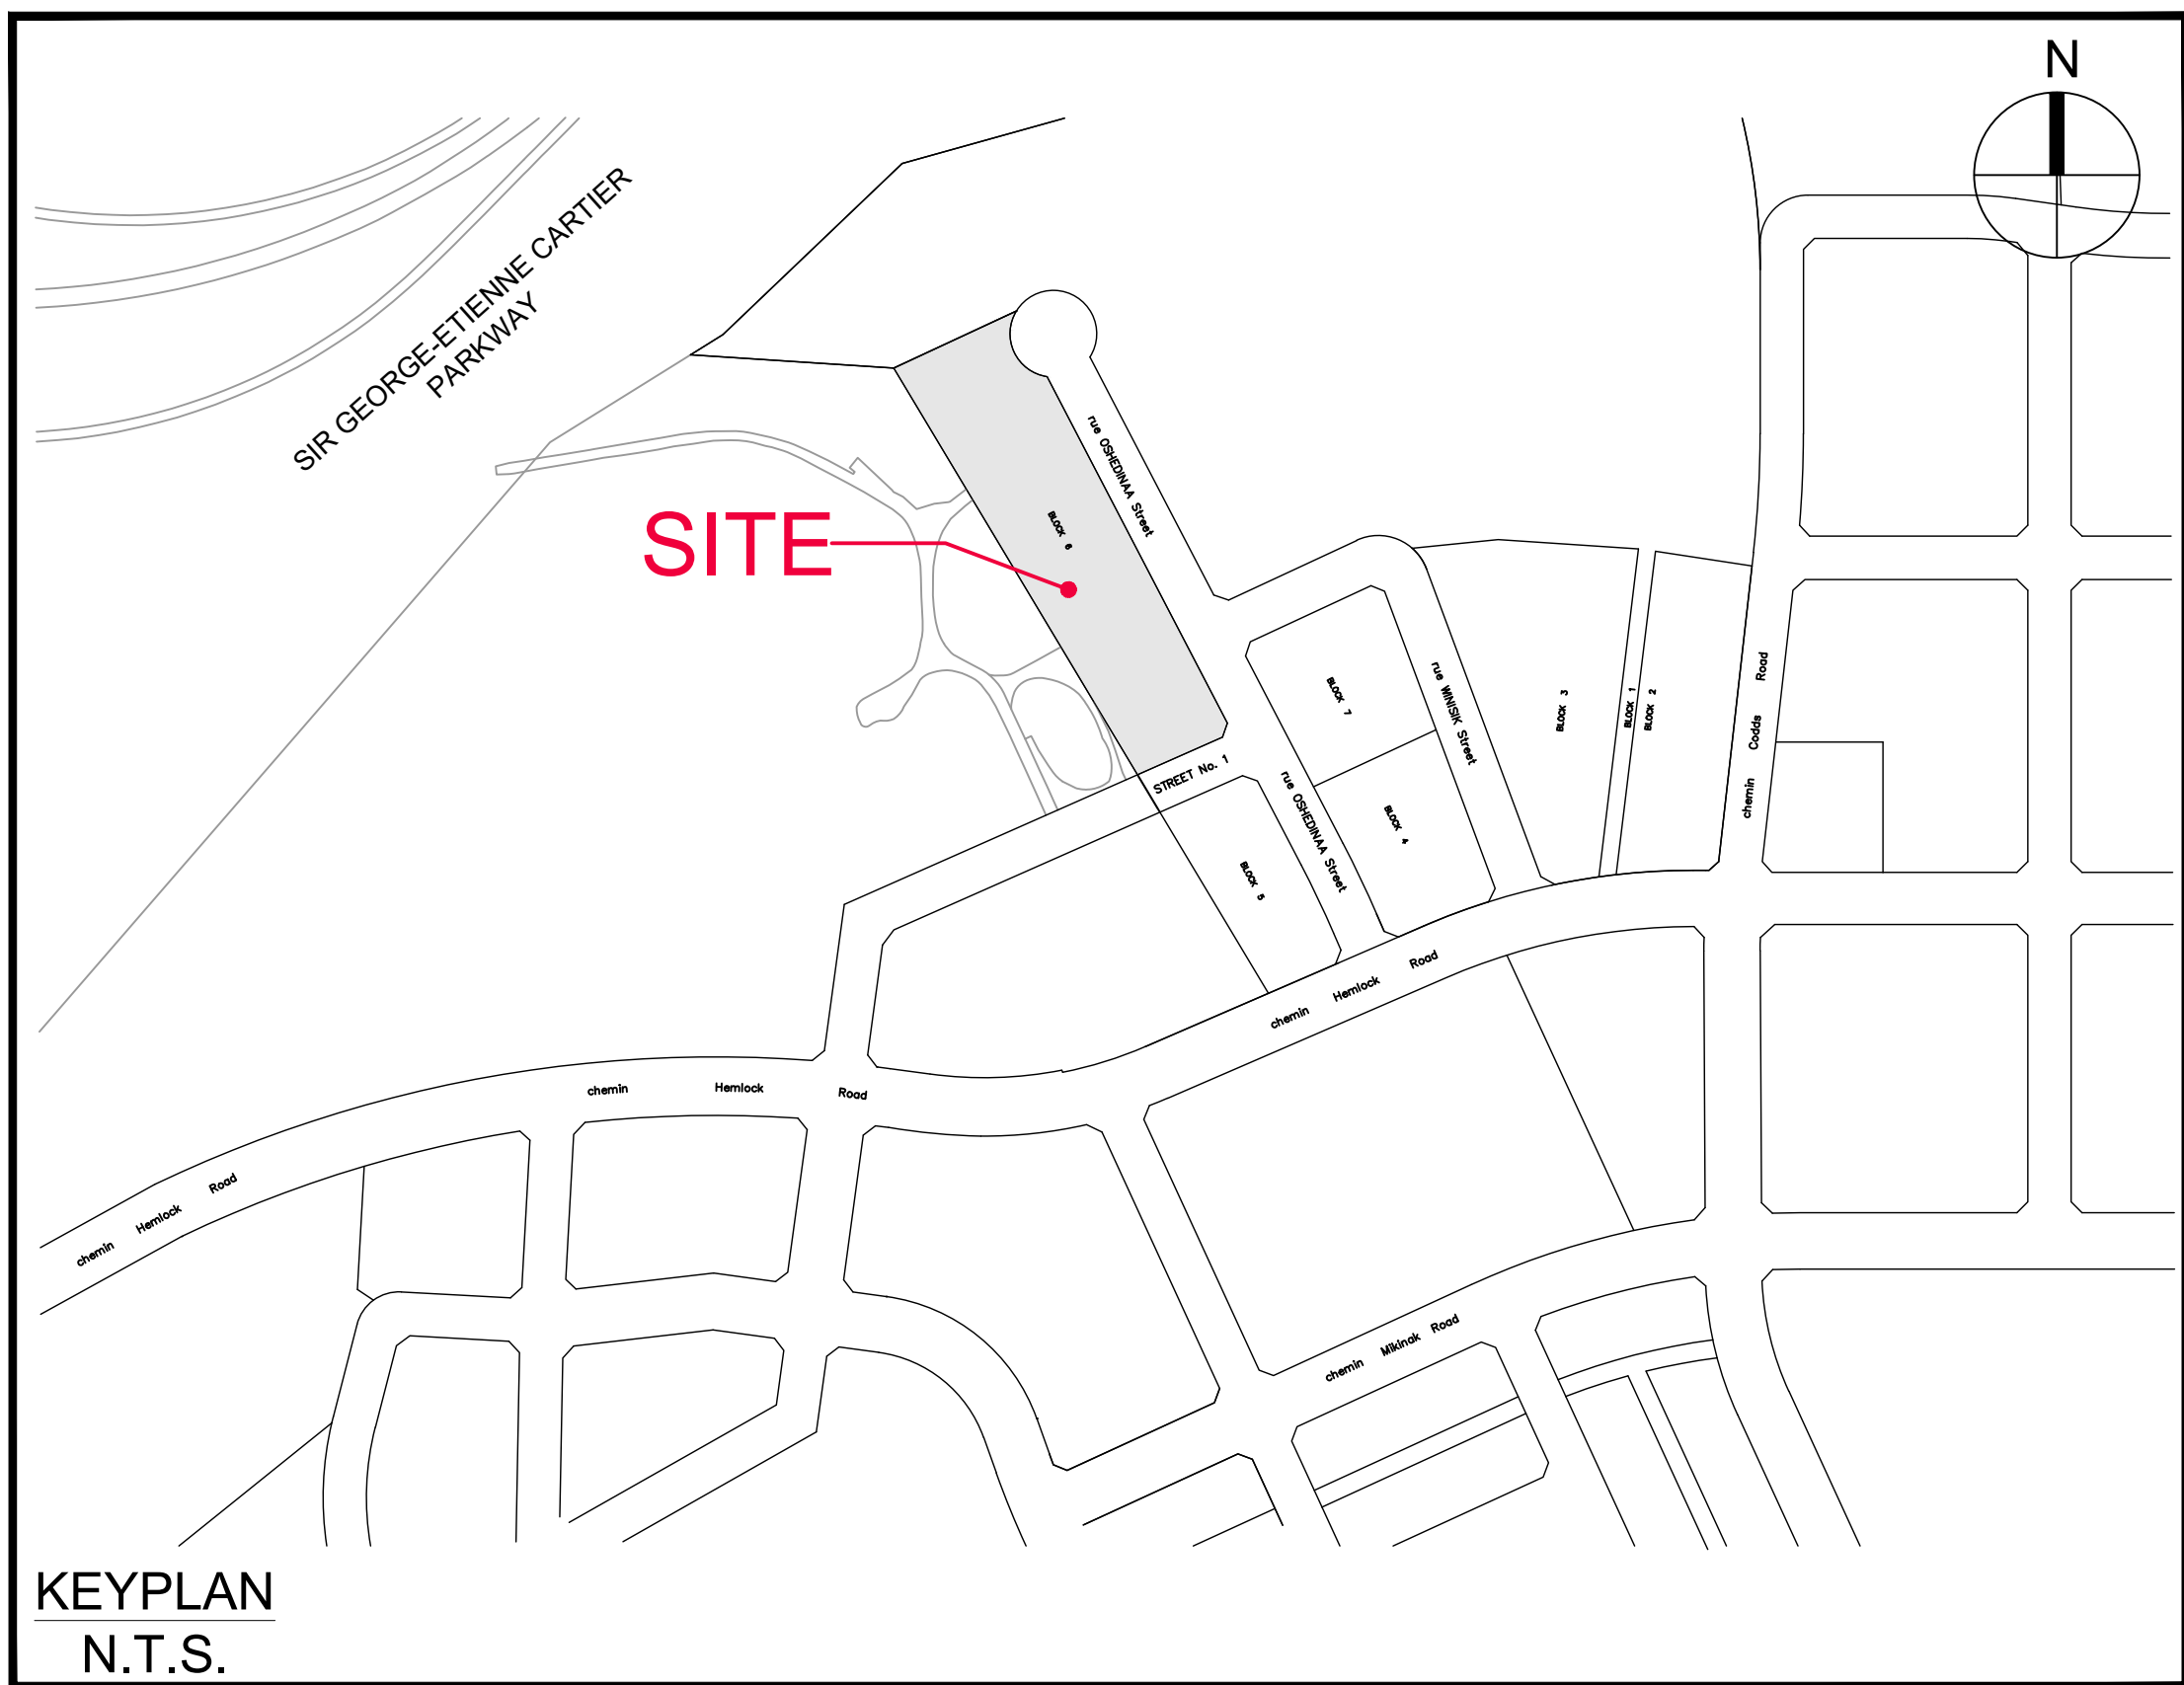 N
SIR GEORGE-ETIENNE CARTIER
PARKWAY
rue OSHEDINAA Street
BLOCK 6
SITE
rue WINISIK Street
BLOCK 7
BLOCK 3
BLOCK 1
BLOCK 2
chemin Codds Road
STREET No. 1
rue OSHEDINAA Street
BLOCK 4
BLOCK 5
chemin Hemlock Road
chemin Hemlock Road
chemin Hemlock Road
chemin Mikinak Road
KEYPLAN
N.T.S.